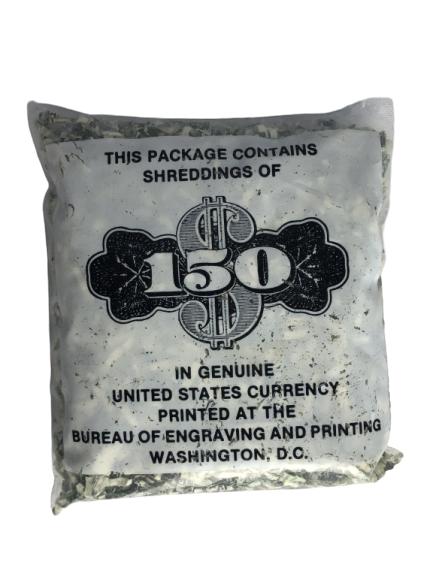 THIS PACKAGE CONTAINS
SHREDDINGS OF
$150
IN GENUINE
UNITED STATES CURRENCY
PRINTED AT THE
BUREAU OF ENGRAVING AND PRINTING
WASHINGTON, D.C.